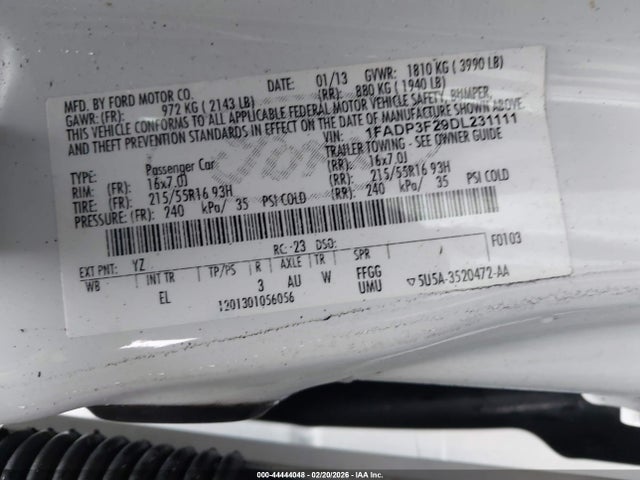 MFD. BY FORD MOTOR CO. DATE: 01/13 GVWR: 1810 KG ( 3990 LB)
GAWR: (FR): 972 KG ( 2143 LB) (RR): 880 KG ( 1940 LB)
THIS VEHICLE CONFORMS TO ALL APPLICABLE FEDERAL MOTOR VEHICLE SAFETY, BUMPER,
AND THEFT PREVENTION STANDARDS IN EFFECT ON THE DATE OF MANUFACTURE SHOWN ABOVE.
VIN: 1FADP3F29DL231111
TYPE: Passenger Car TRAILER TOWING - SEE OWNER GUIDE
RIM: (FR): 16x7.0J (RR): 16x7.0J
TIRE: (FR): 215/55R16 93H (RR): 215/55R16 93H
PRESSURE: (FR): 240 kPa/ 35 PSI COLD (RR): 240 kPa/ 35 PSI COLD
EXT PNT: YZ RC: -23 DSO: F0103
WB INT TR TP/PS R AXLE TR SPR
EL 3 AU W FFGG
UMU ▽5U5A-3520472-AA
1201301056056
000-44444048 - 02/20/2026 - IAA Inc.